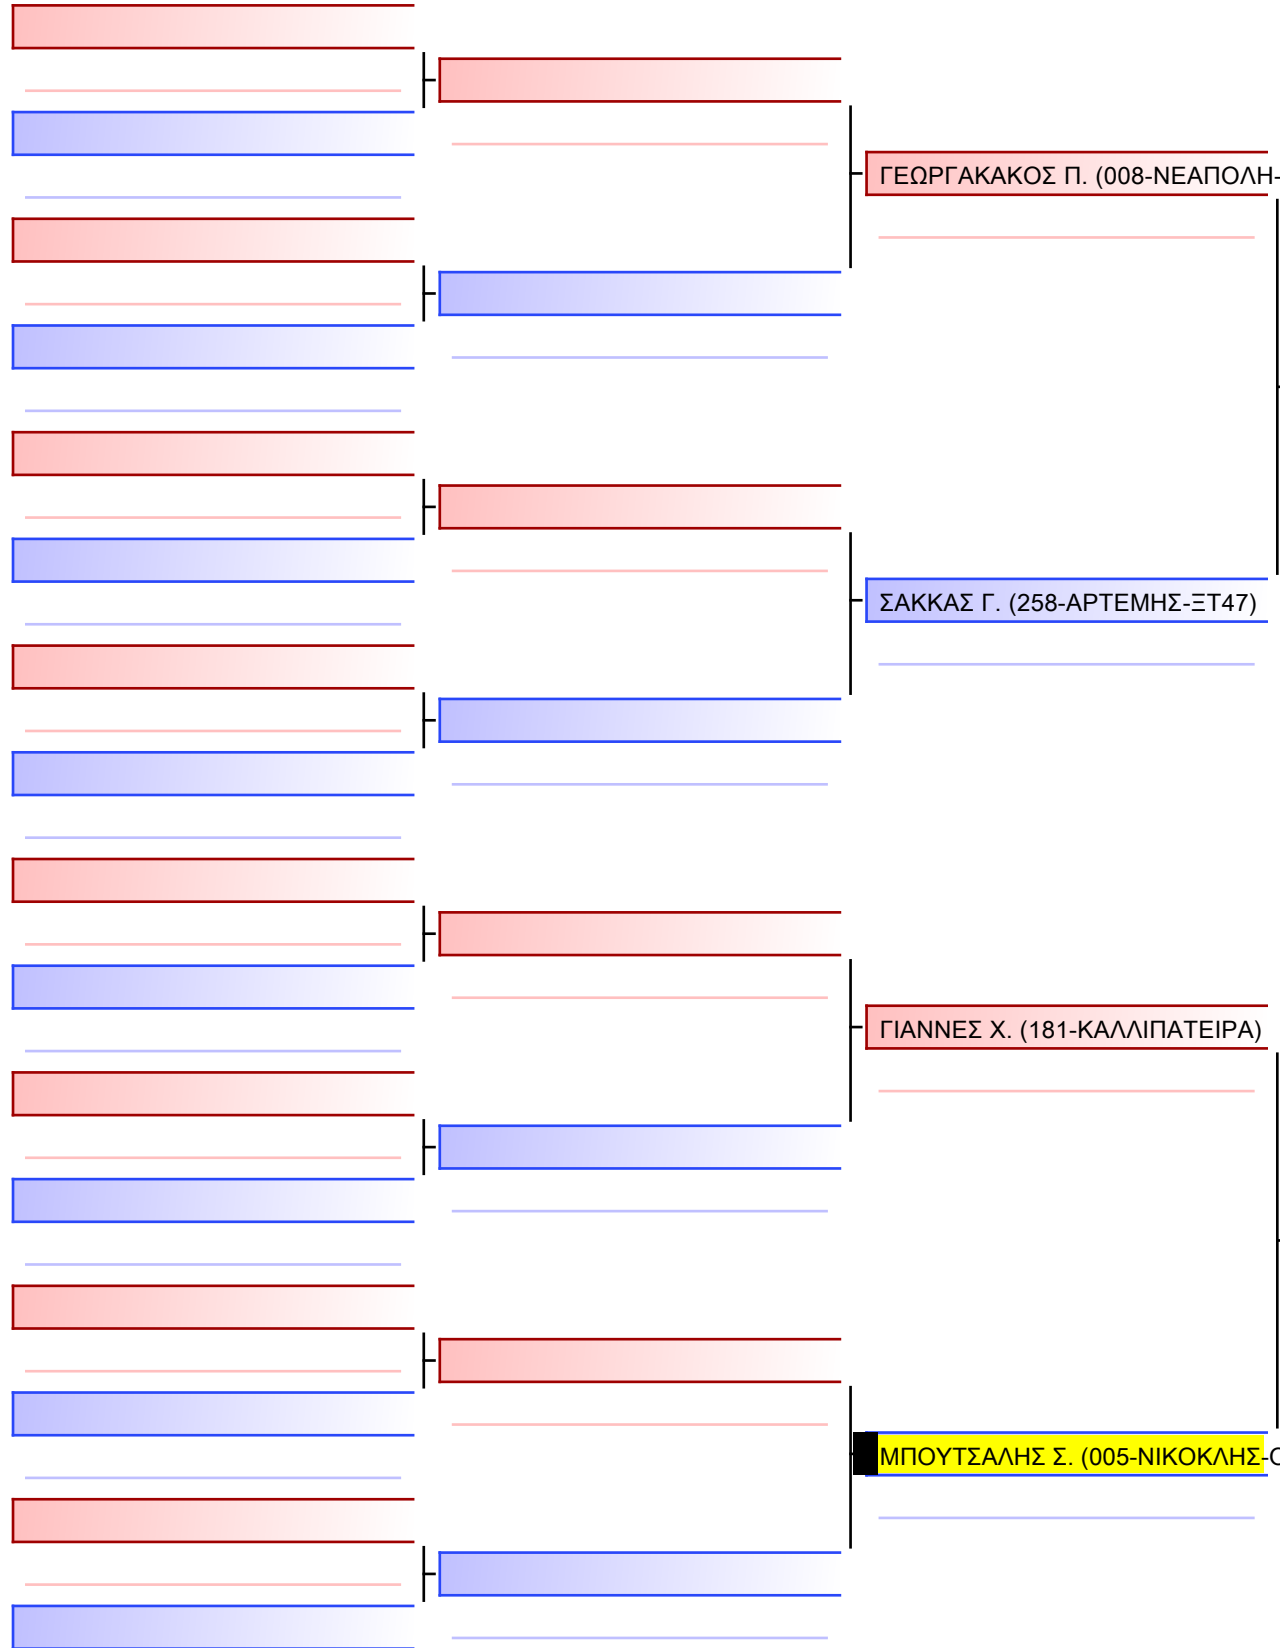 ΓΕΩΡΓΑΚΑΚΟΣ Π. (008-ΝΕΑΠΟΛΗ-
ΣΑΚΚΑΣ Γ. (258-ΑΡΤΕΜΗΣ-ΞΤ47)
ΓΙΑΝΝΕΣ Χ. (181-ΚΑΛΛΙΠΑΤΕΙΡΑ)
ΜΠΟΥΤΣΑΛΗΣ Σ. (005-ΝΙΚΟΚΛΗΣ-